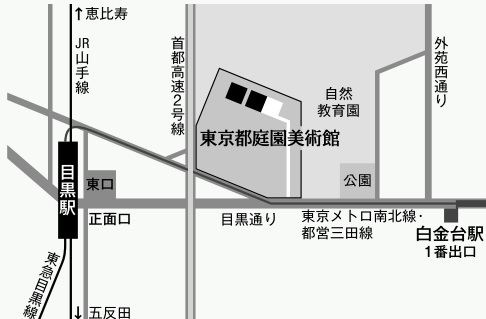 ↑恵比寿
JR山手線
首都高速2号線
外苑西通り
自然
教育園
東京都庭園美術館
目黒駅
東口
公園
正面口
目黒通り
東京メトロ南北線・
都営三田線
白金台駅
1番出口
東急目黒線
↓五反田